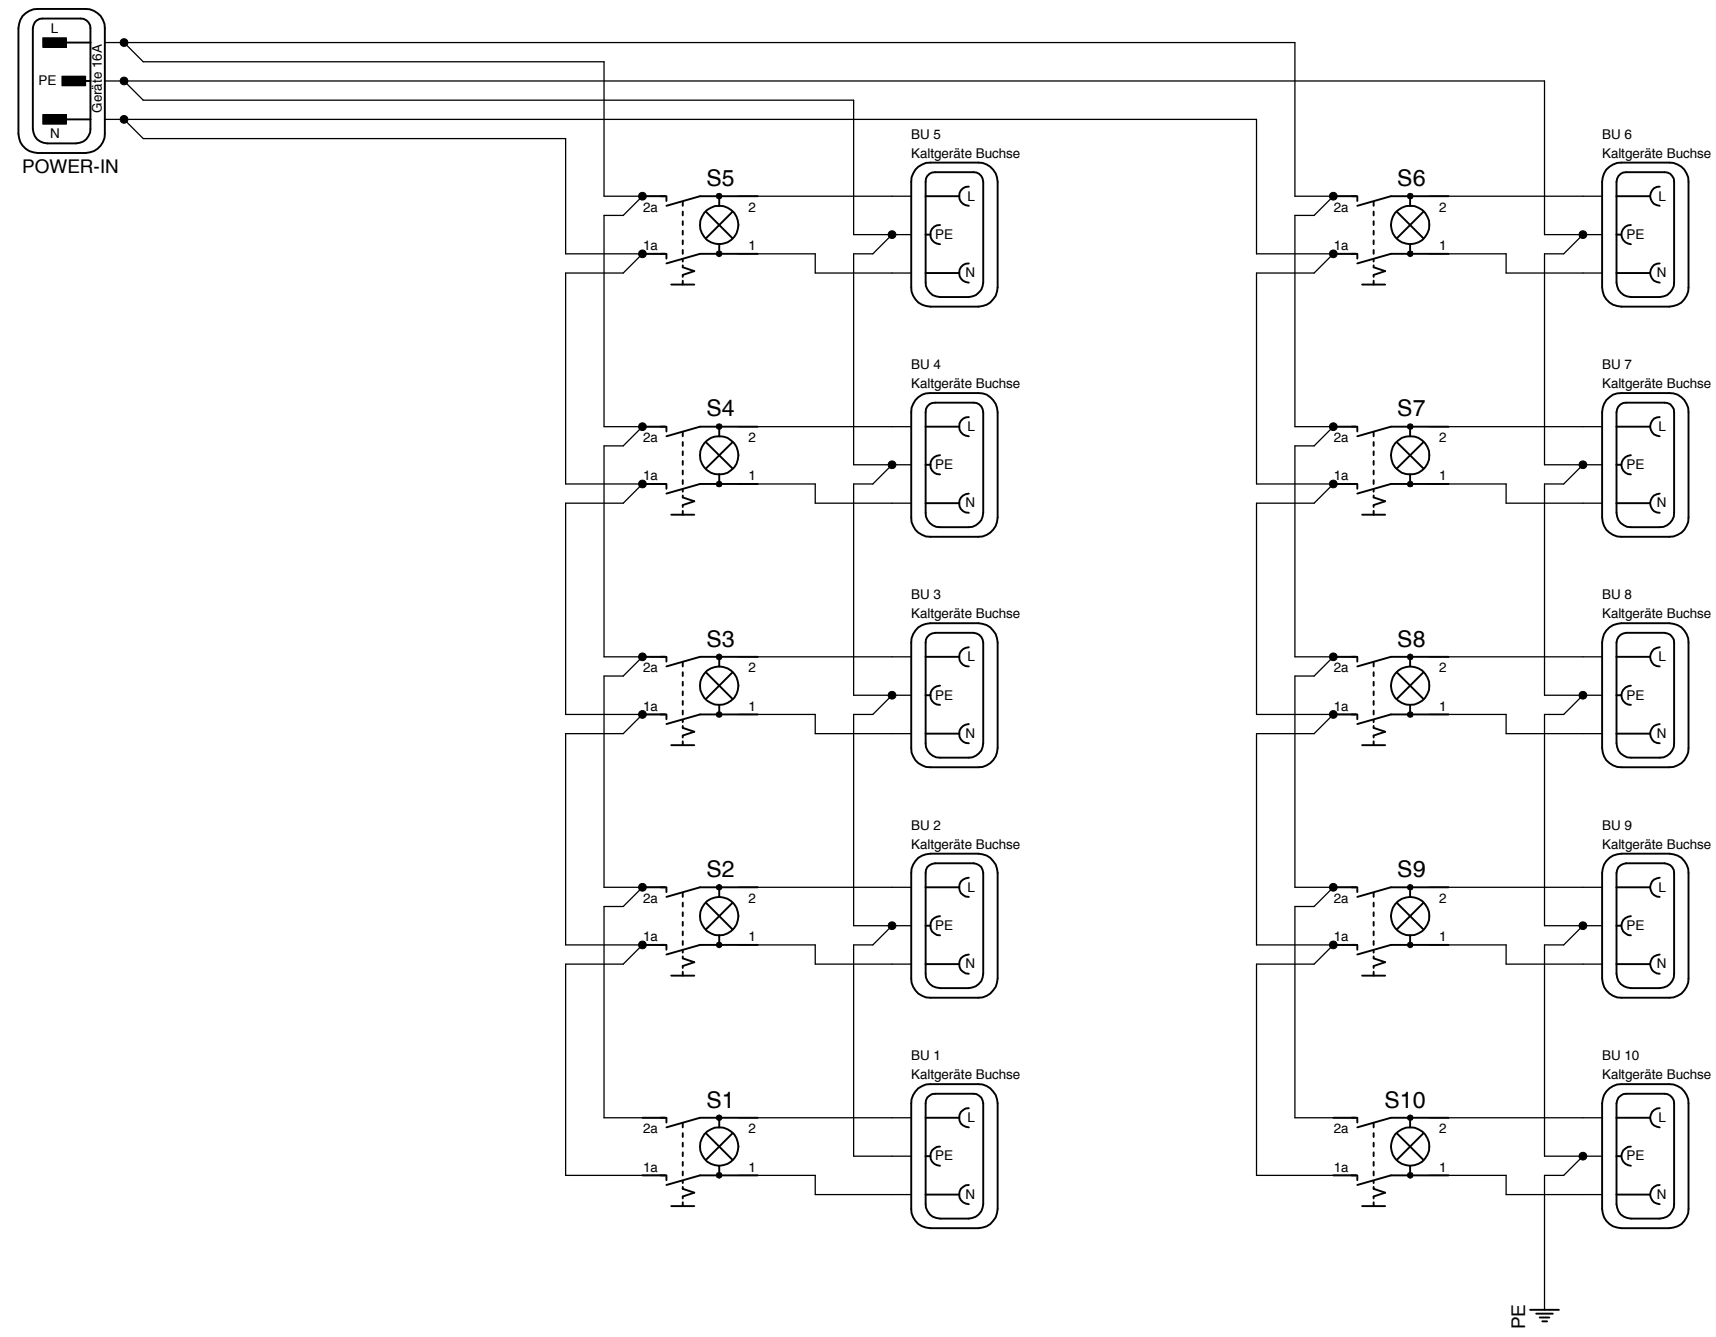 L
PE
N
Geräte 16A
POWER-IN
BU 5
Kaltgeräte Buchse
S5
2a
2
1a
1
L
PE
N
BU 6
Kaltgeräte Buchse
S6
2a
2
1a
1
L
PE
N
BU 4
Kaltgeräte Buchse
S4
2a
2
1a
1
L
PE
N
BU 7
Kaltgeräte Buchse
S7
2a
2
1a
1
L
PE
N
BU 3
Kaltgeräte Buchse
S3
2a
2
1a
1
L
PE
N
BU 8
Kaltgeräte Buchse
S8
2a
2
1a
1
L
PE
N
BU 2
Kaltgeräte Buchse
S2
2a
2
1a
1
L
PE
N
BU 9
Kaltgeräte Buchse
S9
2a
2
1a
1
L
PE
N
BU 1
Kaltgeräte Buchse
S1
2a
2
1a
1
L
PE
N
BU 10
Kaltgeräte Buchse
S10
2a
2
1a
1
L
PE
N
PE